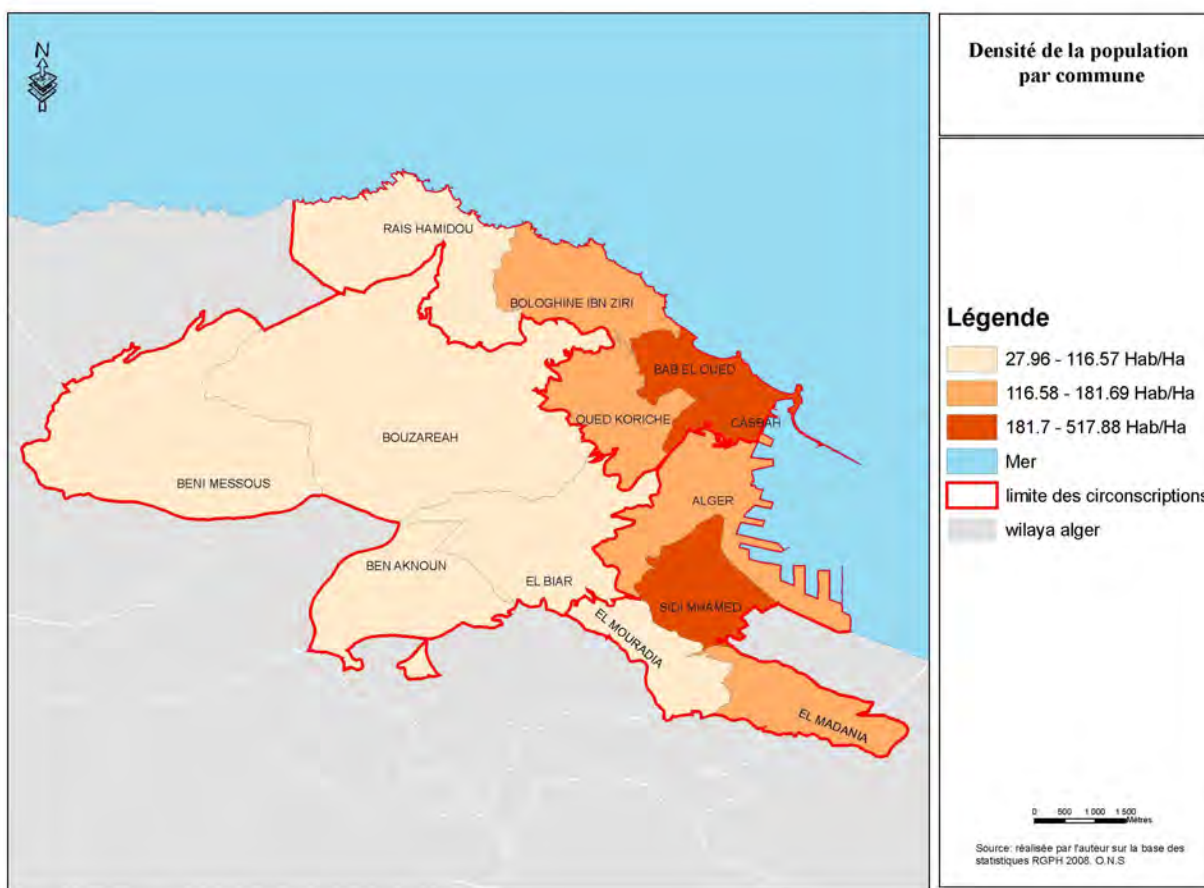 Densité de la population
par commune
N
RAIS HAMIDOU
BOLOGHINE IBN ZIRI
BAB EL OUED
OUED KORICHE
CASBAH
BOUZAREAH
BENI MESSOUS
ALGER
BEN AKNOUN
EL BIAR
SIDI MHAMED
EL MOURADIA
EL MADANIA
Légende
27.96 - 116.57 Hab/Ha
116.58 - 181.69 Hab/Ha
181.7 - 517.88 Hab/Ha
Mer
limite des circonscriptions
wilaya alger
0 500 1 000 1 500
Mètres
Source: réalisée par l'auteur sur la base des
statistiques RGPH 2008. O.N.S